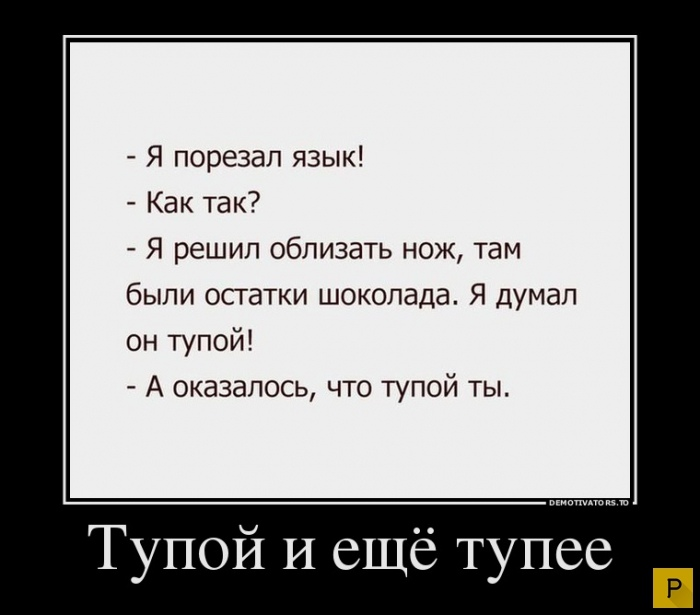 - Я порезал язык!
- Как так?
- Я решил облизать нож, там
были остатки шоколада. Я думал
он тупой!
- А оказалось, что тупой ты.
DEMOTIVATORS.TO
Тупой и ещё тупее
P